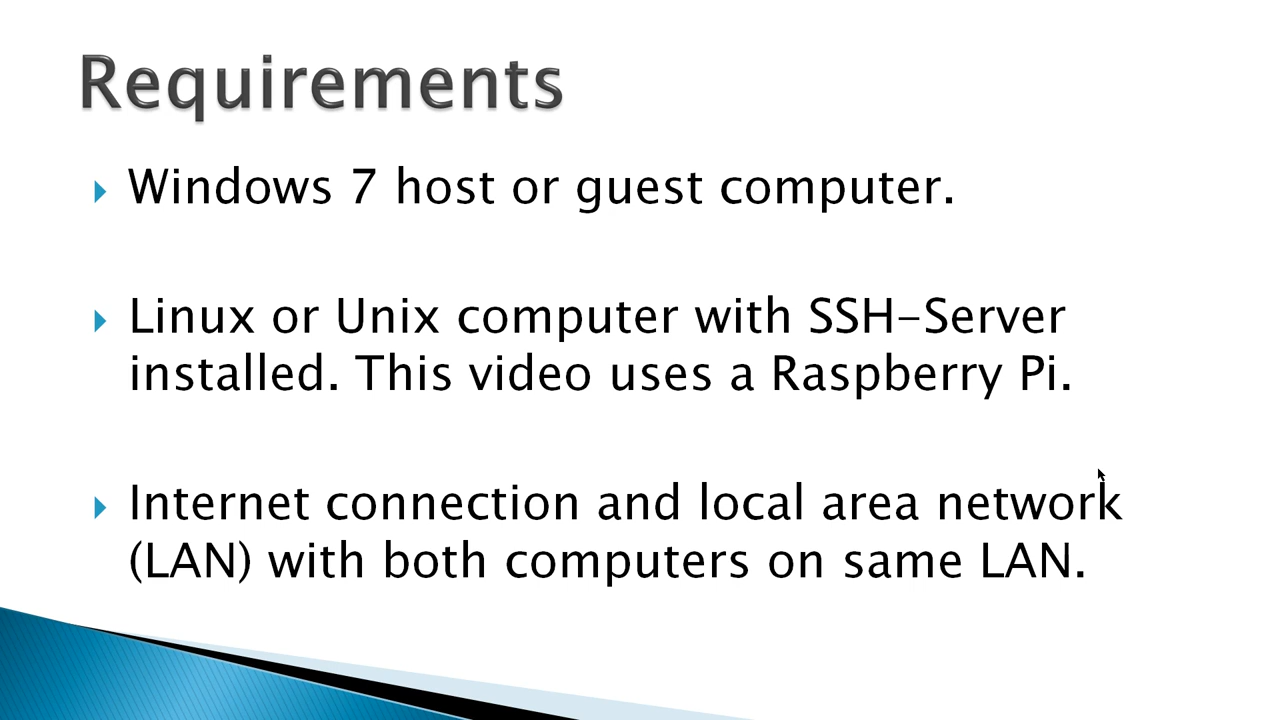 Requirements
Windows 7 host or guest computer.
Linux or Unix computer with SSH-Server
installed. This video uses a Raspberry Pi.
Internet connection and local area network
(LAN) with both computers on same LAN.